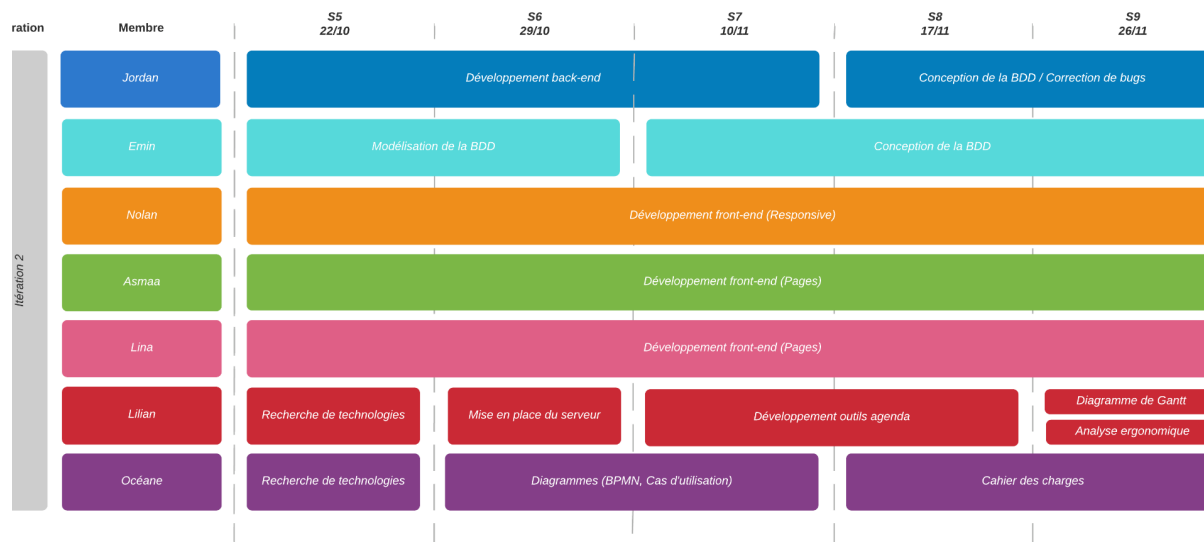 ration
Membre
S5
22/10
S6
29/10
S7
10/11
S8
17/11
S9
26/11
Itération 2
Jordan
Développement back-end
Conception de la BDD / Correction de bugs
Emin
Modélisation de la BDD
Conception de la BDD
Nolan
Développement front-end (Responsive)
Asmaa
Développement front-end (Pages)
Lina
Développement front-end (Pages)
Lilian
Recherche de technologies
Mise en place du serveur
Développement outils agenda
Diagramme de Gantt
Analyse ergonomique
Océane
Recherche de technologies
Diagrammes (BPMN, Cas d'utilisation)
Cahier des charges